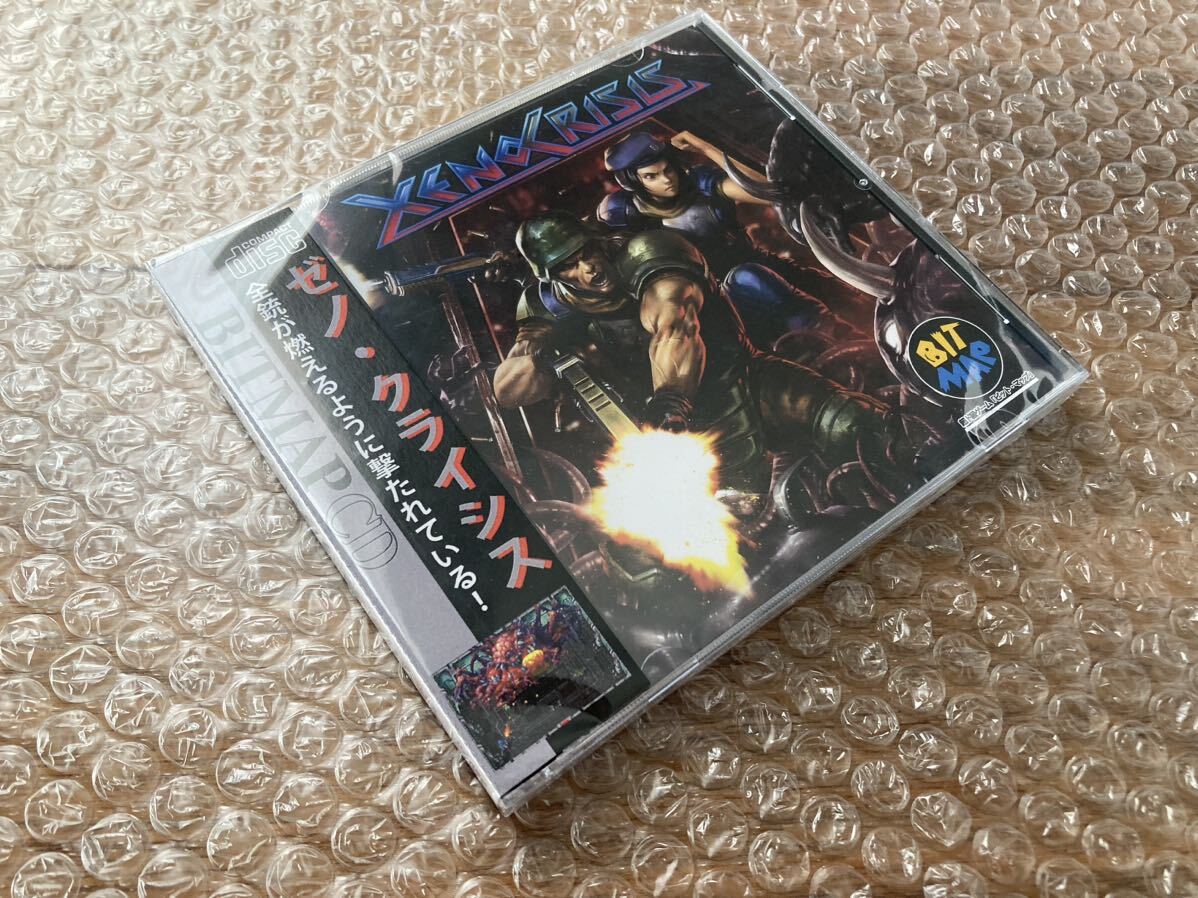 XENOCRISIS
COMPACT
disc
ゼノ・クライシス
全銃が燃えるように撃たれている!
BITMAP CD
BIT
MAP